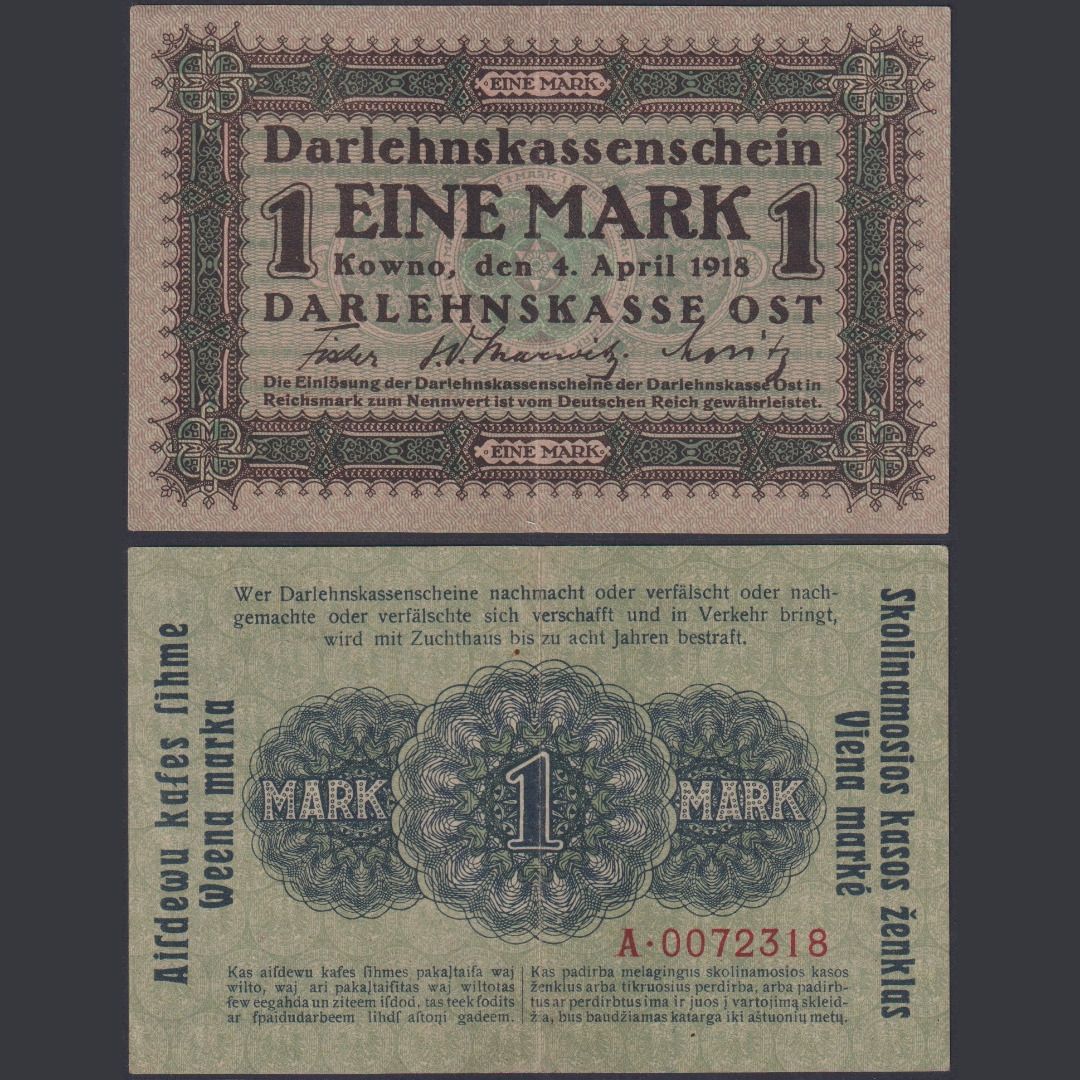 EINE MARK
Darlehnskassenschein
1 EINE MARK 1
Kowno, den 4. April 1918
DARLEHNSKASSE OST
Fischer
Die Einlösung der Darlehnskassenscheine der Darlehnskasse Ost in
Reichsmark zum Nennwert ist vom Deutschen Reich gewährleistet.
EINE MARK
Wer Darlehnskassenscheine nachmacht oder verfälscht oder nach-
gemachte oder verfälschte sich verschafft und in Verkehr bringt,
wird mit Zuchthaus bis zu acht Jahren bestraft.
Aiſdewu kaſes ſihme
Weena marka
MARK 1 MARK
Skolinamosios kasos ženklas
Viena markė
A·0072318
Kas aiſdewu kaſes ſihmes pakaļtaiſa waj
wilto, waj ari pakaļtaiſitas waj wiltotas
ſew eegahda un ziteem iſdod, tas teek ſodits
ar ſpaidudarbeem lihdſ aſtoņi gadeem.
Kas padirba melagingus skolinamosios kasos
ženklus arba tikruosius perdirba, arba padirb-
tus ar perdirbtus ima ir juos į vartojimą skleid-
žia, bus baudžiamas katarga iki aštuonių metų.